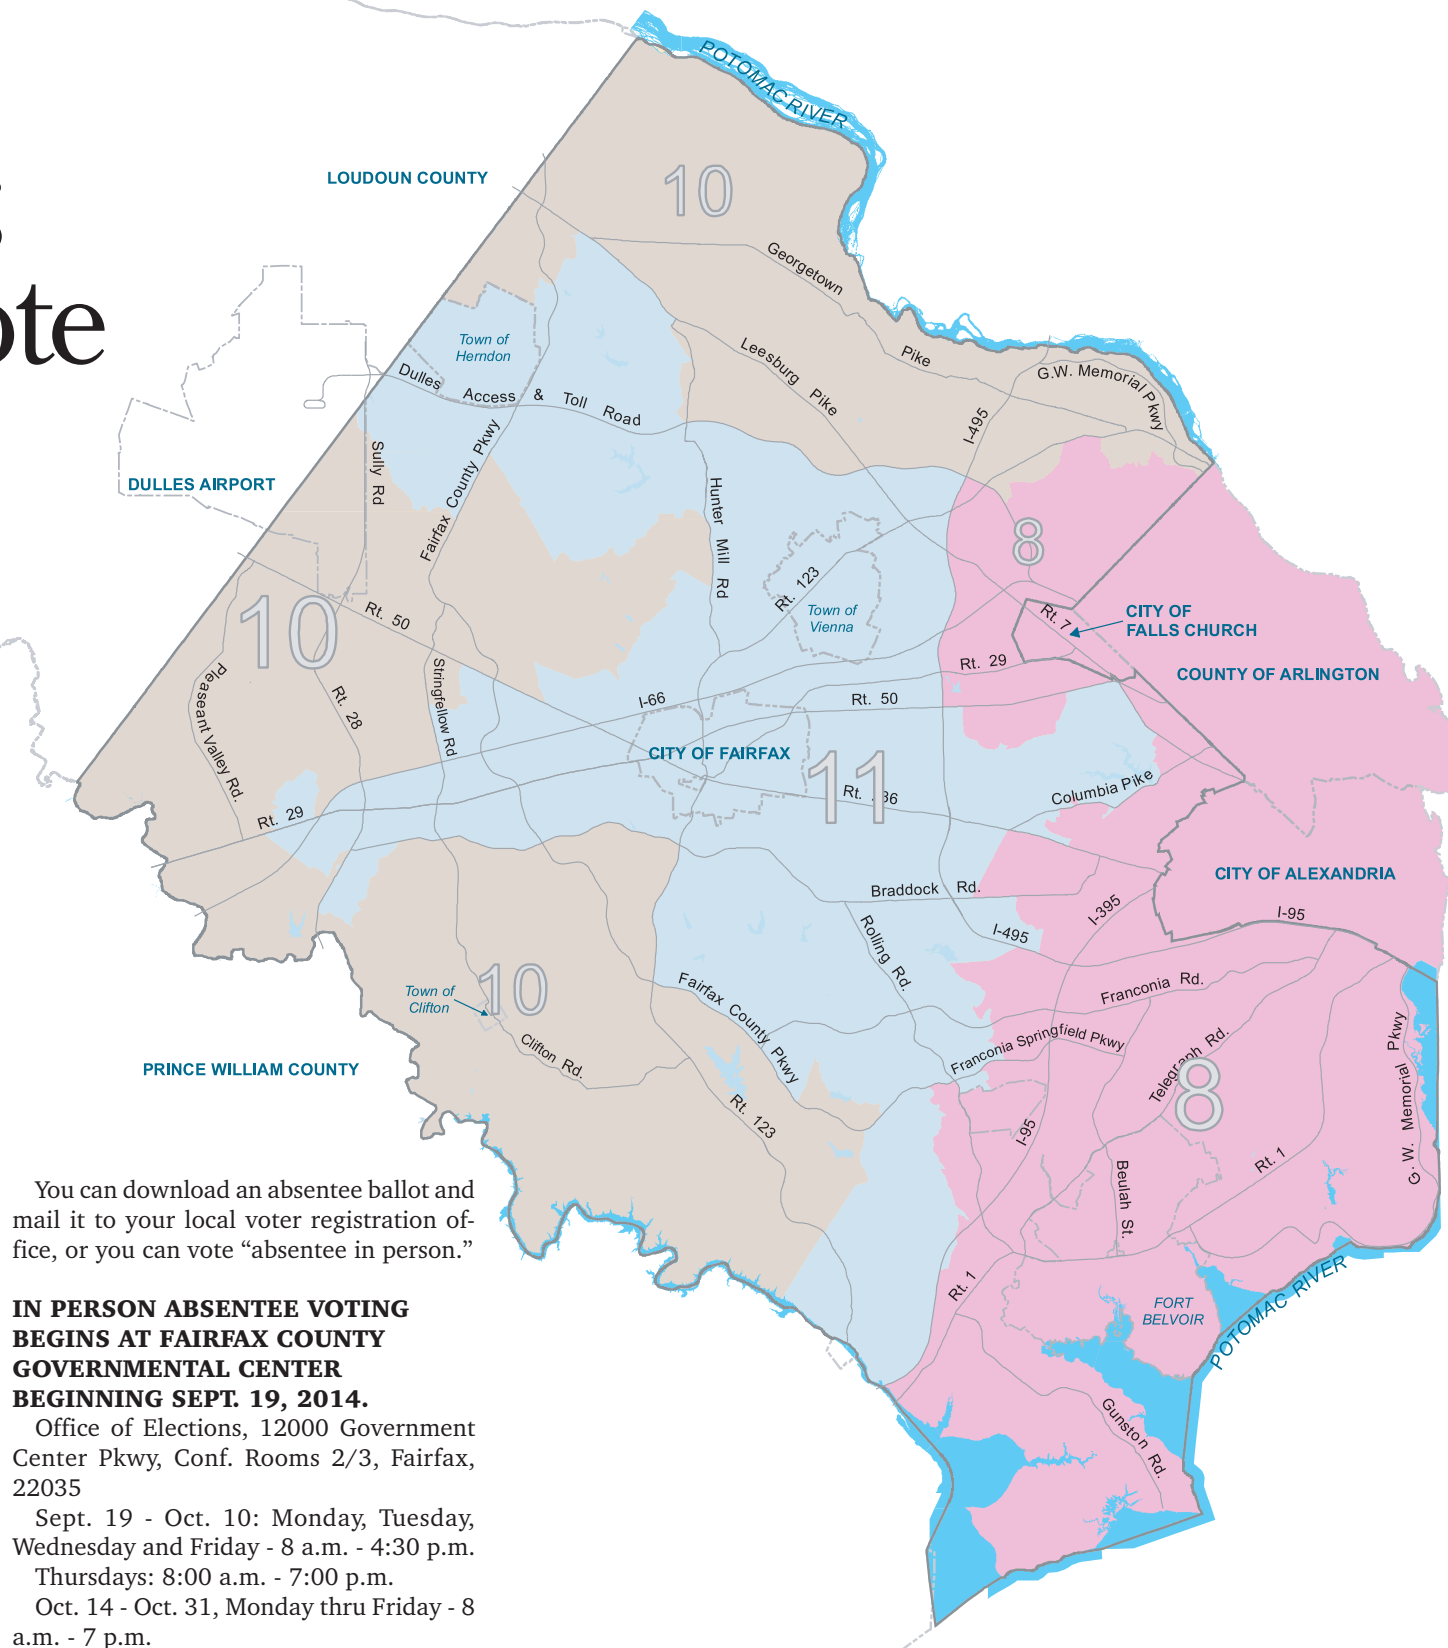 ote
POTOMAC RIVER
LOUDOUN COUNTY
10
Georgetown
Pike
Town of
Herndon
Leesburg Pike
G.W. Memorial Pkwy
Dulles Access & Toll Road
I-495
Sully Rd
Fairfax County Pkwy
DULLES AIRPORT
Hunter Mill Rd
8
Rt. 123
Town of
Vienna
Rt. 7
CITY OF
FALLS CHURCH
10
Rt. 50
Rt. 29
COUNTY OF ARLINGTON
Pleaseant Valley Rd.
Rt. 28
Stringfellow Rd
I-66
Rt. 50
CITY OF FAIRFAX
11
Columbia Pike
Rt. 29
CITY OF ALEXANDRIA
Braddock Rd.
I-395
I-95
Rolling Rd.
I-495
Town of
Clifton
10
Fairfax County Pkwy
Franconia Rd.
Clifton Rd.
Franconia Springfield Pkwy
Telegraph Rd.
8
G. W. Memorial Pkwy
PRINCE WILLIAM COUNTY
Rt. 123
I-95
Beulah St.
Rt. 1
Rt. 1
FORT
BELVOIR
POTOMAC RIVER
Gunston Rd.
You can download an absentee ballot and
mail it to your local voter registration of-
fice, or you can vote “absentee in person.”
IN PERSON ABSENTEE VOTING
BEGINS AT FAIRFAX COUNTY
GOVERNMENTAL CENTER
BEGINNING SEPT. 19, 2014.
Office of Elections, 12000 Government
Center Pkwy, Conf. Rooms 2/3, Fairfax,
22035
Sept. 19 - Oct. 10: Monday, Tuesday,
Wednesday and Friday - 8 a.m. - 4:30 p.m.
Thursdays: 8:00 a.m. - 7:00 p.m.
Oct. 14 - Oct. 31, Monday thru Friday - 8
a.m. - 7 p.m.